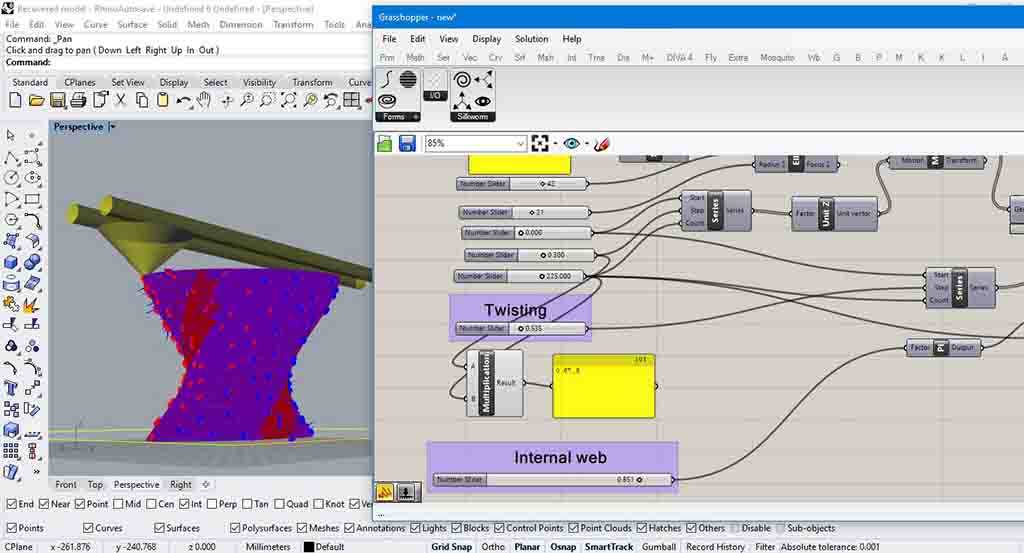 Recovered model - RhinoAutosave - Undefined 6 Undefined - [Perspective]
File Edit View Curve Surface Solid Mesh Dimension Transform Tools
Command: _Pan
Click and drag to pan ( Down Left Right Up In Out )
Command:
Standard CPlanes Set View Display Select Visibility Transform Curve
Perspective
Grasshopper - new*
File Edit View Display Solution Help
Prm Math Set Vec Crv Srf Msh Int Trns Dis M+ DIVA 4 Fly Extra Mosquito Wb G B P M K K L I A
I/O
Forms + Silkworm
85%
Radius 2 Focus 2
Motion Transform
Number Slider 42
Number Slider 21
Number Slider 0.000
Number Slider 0.300
Number Slider 225.000
Start
Step
Count
Series
Series
Factor Unit Z Unit vector
Start
Step
Count
Series
Series
Twisting
Number Slider 0.535
Factor Output
A
B
Multiplication
Result
Internal web
Number Slider 0.851
Front Top Perspective Right
End Near Point Mid Cen Int Perp Tan Quad Knot
Points Curves Surfaces Polysurfaces Meshes Annotations Lights Blocks Control Points Point Clouds Hatches Others Disable Sub-objects
CPlane x -261.876 y -240.768 z 0.000 Millimeters Default Grid Snap Ortho Planar Osnap SmartTrack Gumball Record History Filter Absolute tolerance: 0.001